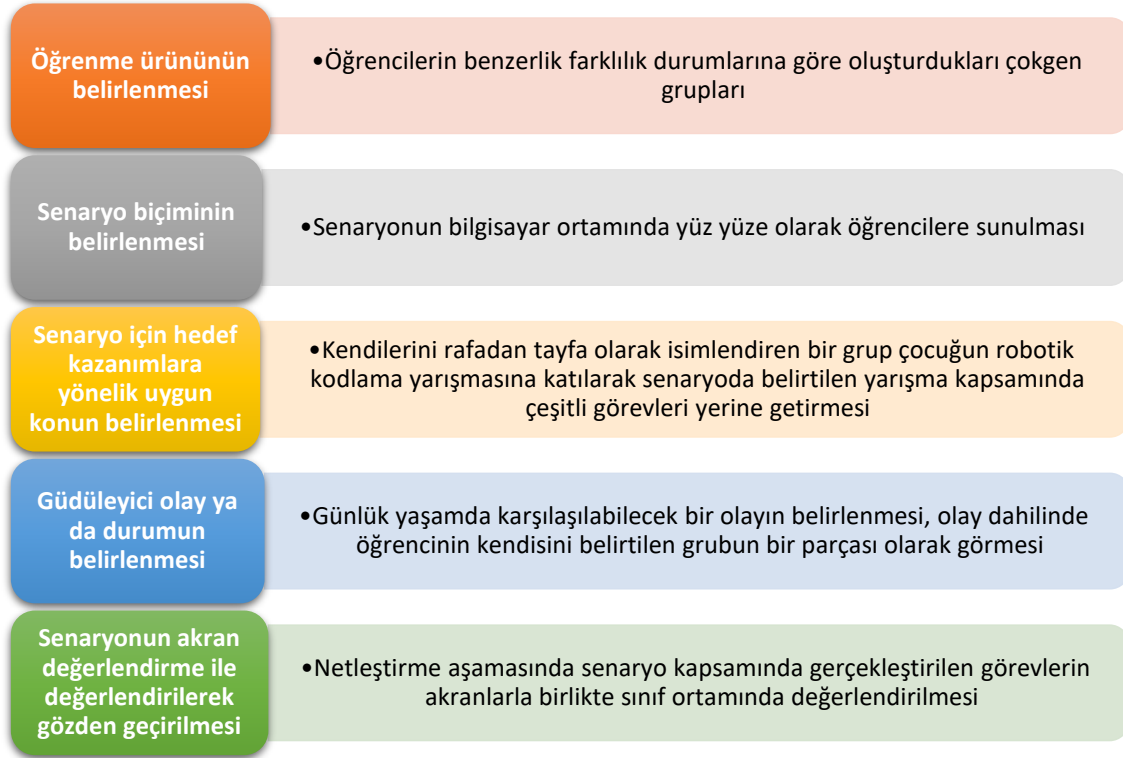 Öğrenme ürününün
belirlenmesi
•Öğrencilerin benzerlik farklılık durumlarına göre oluşturdukları çokgen
grupları
Senaryo biçiminin
belirlenmesi
•Senaryonun bilgisayar ortamında yüz yüze olarak öğrencilere sunulması
Senaryo için hedef
kazanımlara
yönelik uygun
konun belirlenmesi
•Kendilerini rafadan tayfa olarak isimlendiren bir grup çocuğun robotik
kodlama yarışmasına katılarak senaryoda belirtilen yarışma kapsamında
çeşitli görevleri yerine getirmesi
Güdüleyici olay ya
da durumun
belirlenmesi
•Günlük yaşamda karşılaşılabilecek bir olayın belirlenmesi, olay dahilinde
öğrencinin kendisini belirtilen grubun bir parçası olarak görmesi
Senaryonun akran
değerlendirme ile
değerlendirilerek
gözden geçirilmesi
•Netleştirme aşamasında senaryo kapsamında gerçekleştirilen görevlerin
akranlarla birlikte sınıf ortamında değerlendirilmesi